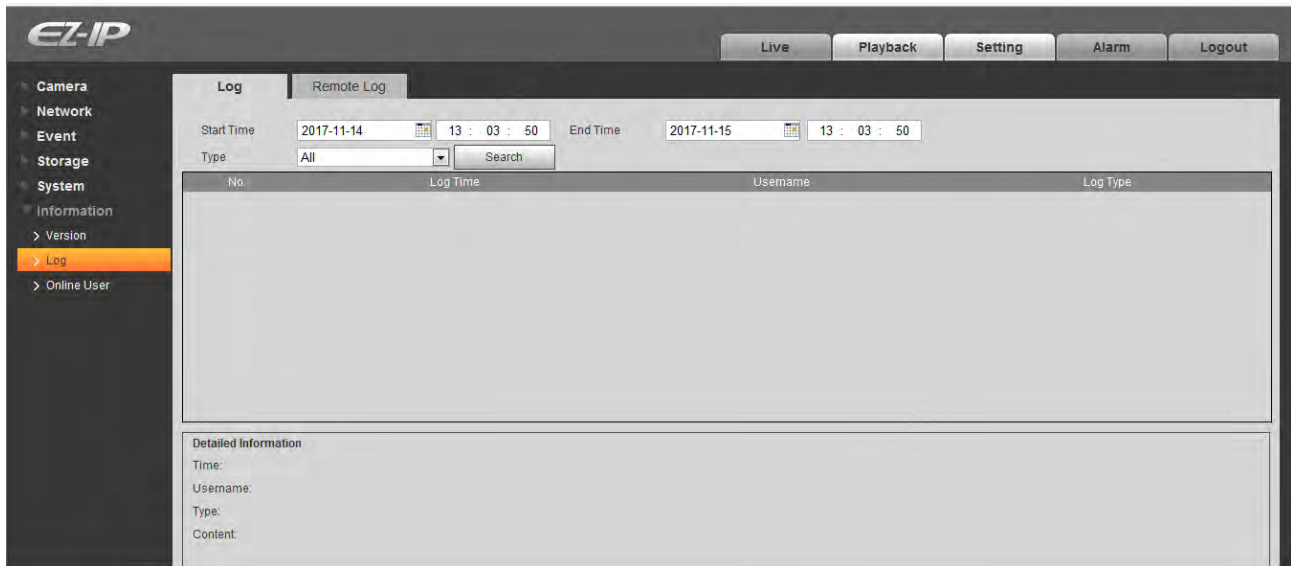 EZ-IP
Live Playback Setting Alarm Logout
Camera
Network
Event
Storage
System
Information
> Version
> Log
> Online User
Log Remote Log
Start Time 2017-11-14 13 : 03 : 50 End Time 2017-11-15 13 : 03 : 50
Type All Search
No. Log Time Username Log Type
Detailed Information
Time:
Username:
Type:
Content: